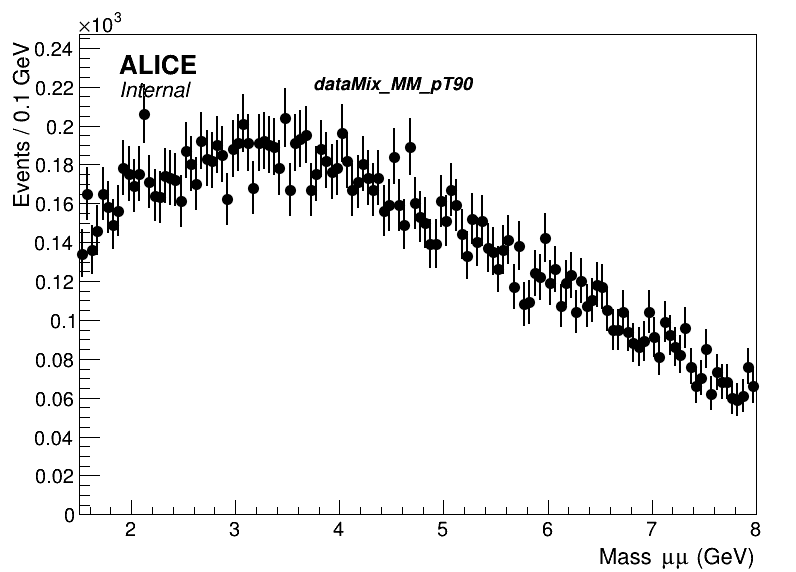 ×10³
0.24
0.22
0.2
0.18
0.16
0.14
0.12
0.1
0.08
0.06
0.04
0.02
0
Events / 0.1 GeV
ALICE
Internal
dataMix_MM_pT90
2 3 4 5 6 7 8
Mass μμ (GeV)